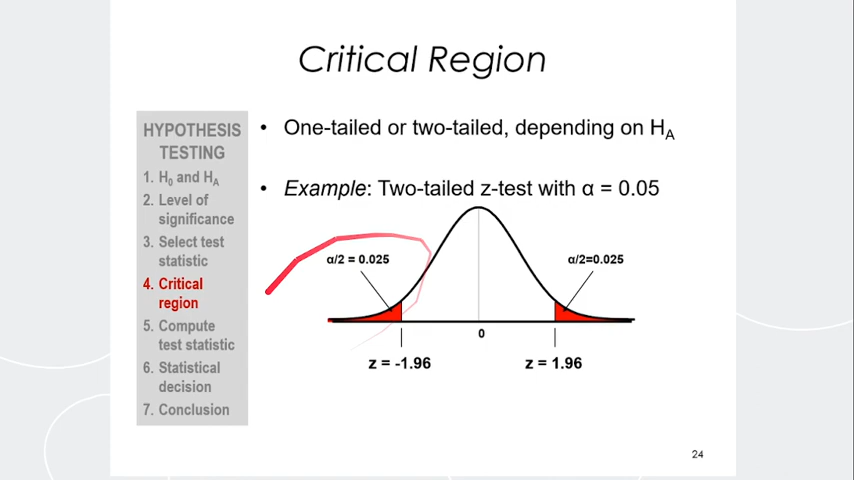 Critical Region
HYPOTHESIS
TESTING
1. H₀ and H_A
2. Level of
significance
3. Select test
statistic
4. Critical
region
5. Compute
test statistic
6. Statistical
decision
7. Conclusion
• One-tailed or two-tailed, depending on H_A
• Example: Two-tailed z-test with α = 0.05
α/2 = 0.025
α/2=0.025
0
z = -1.96
z = 1.96
24